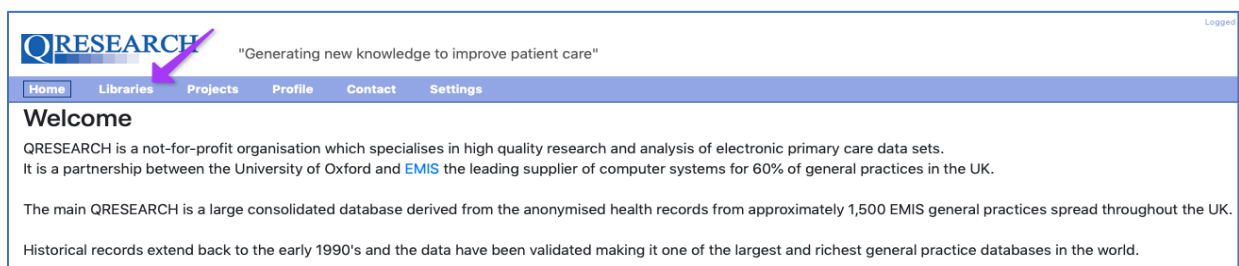 Logged
QRESEARCH
"Generating new knowledge to improve patient care"
Home Libraries Projects Profile Contact Settings
Welcome
QRESEARCH is a not-for-profit organisation which specialises in high quality research and analysis of electronic primary care data sets.
It is a partnership between the University of Oxford and EMIS the leading supplier of computer systems for 60% of general practices in the UK.
The main QRESEARCH is a large consolidated database derived from the anonymised health records from approximately 1,500 EMIS general practices spread throughout the UK.
Historical records extend back to the early 1990's and the data have been validated making it one of the largest and richest general practice databases in the world.